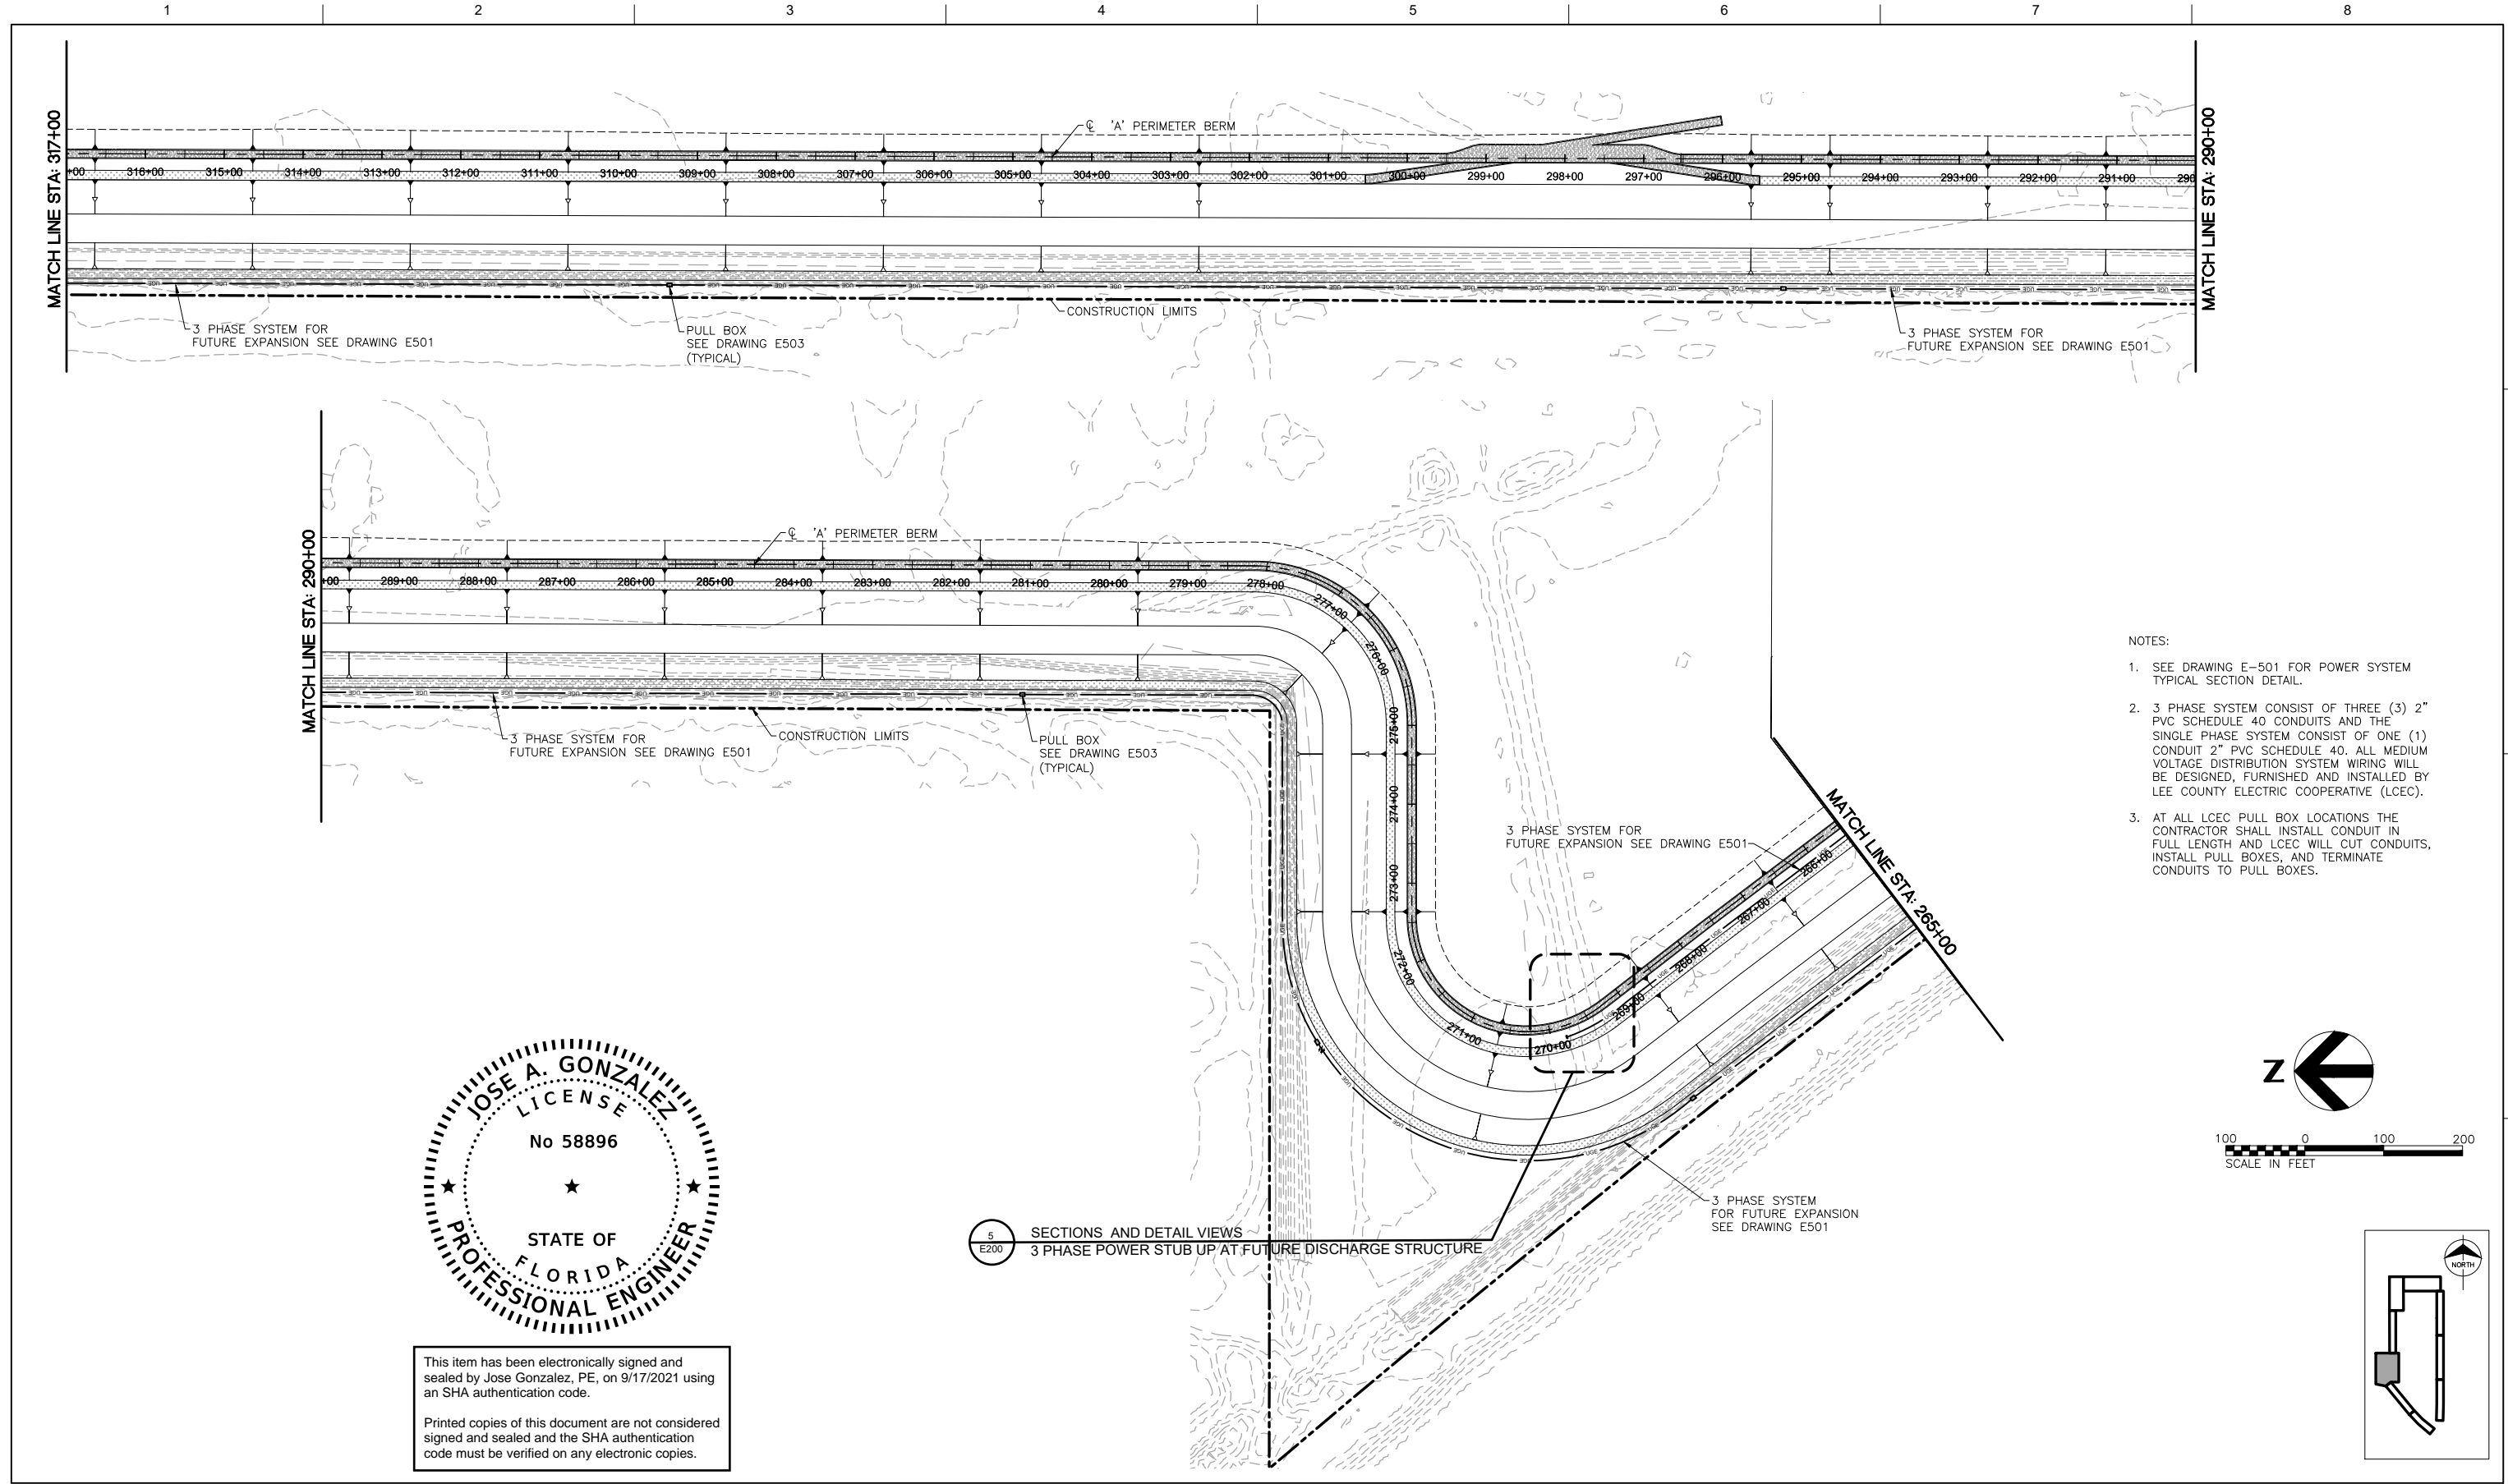 1 2 3 4 5 6 7 8
MATCH LINE STA: 317+00
℄ 'A' PERIMETER BERM
+00 316+00 315+00 314+00 313+00 312+00 311+00 310+00 309+00 308+00 307+00 306+00 305+00 304+00 303+00 302+00 301+00 300+00 299+00 298+00 297+00 296+00 295+00 294+00 293+00 292+00 291+00 290
MATCH LINE STA: 290+00
3 PHASE SYSTEM FOR
FUTURE EXPANSION SEE DRAWING E501
PULL BOX
SEE DRAWING E503
(TYPICAL)
CONSTRUCTION LIMITS
3 PHASE SYSTEM FOR
FUTURE EXPANSION SEE DRAWING E501
MATCH LINE STA: 290+00
℄ 'A' PERIMETER BERM
+00 289+00 288+00 287+00 286+00 285+00 284+00 283+00 282+00 281+00 280+00 279+00 278+00
277+00
276+00
275+00
274+00
273+00
272+00
271+00
270+00
269+00
268+00
267+00
266+00
3 PHASE SYSTEM FOR
FUTURE EXPANSION SEE DRAWING E501
CONSTRUCTION LIMITS
PULL BOX
SEE DRAWING E503
(TYPICAL)
3 PHASE SYSTEM FOR
FUTURE EXPANSION SEE DRAWING E501
MATCH LINE STA: 265+00
UGE
3 PHASE SYSTEM
FOR FUTURE EXPANSION
SEE DRAWING E501
5
E200
SECTIONS AND DETAIL VIEWS
3 PHASE POWER STUB UP AT FUTURE DISCHARGE STRUCTURE
NOTES:
1. SEE DRAWING E-501 FOR POWER SYSTEM
TYPICAL SECTION DETAIL.
2. 3 PHASE SYSTEM CONSIST OF THREE (3) 2"
PVC SCHEDULE 40 CONDUITS AND THE
SINGLE PHASE SYSTEM CONSIST OF ONE (1)
CONDUIT 2" PVC SCHEDULE 40. ALL MEDIUM
VOLTAGE DISTRIBUTION SYSTEM WIRING WILL
BE DESIGNED, FURNISHED AND INSTALLED BY
LEE COUNTY ELECTRIC COOPERATIVE (LCEC).
3. AT ALL LCEC PULL BOX LOCATIONS THE
CONTRACTOR SHALL INSTALL CONDUIT IN
FULL LENGTH AND LCEC WILL CUT CONDUITS,
INSTALL PULL BOXES, AND TERMINATE
CONDUITS TO PULL BOXES.
N
100 0 100 200
SCALE IN FEET
NORTH
JOSE A. GONZALEZ
LICENSE
No 58896
STATE OF
FLORIDA
PROFESSIONAL ENGINEER
This item has been electronically signed and
sealed by Jose Gonzalez, PE, on 9/17/2021 using
an SHA authentication code.
Printed copies of this document are not considered
signed and sealed and the SHA authentication
code must be verified on any electronic copies.